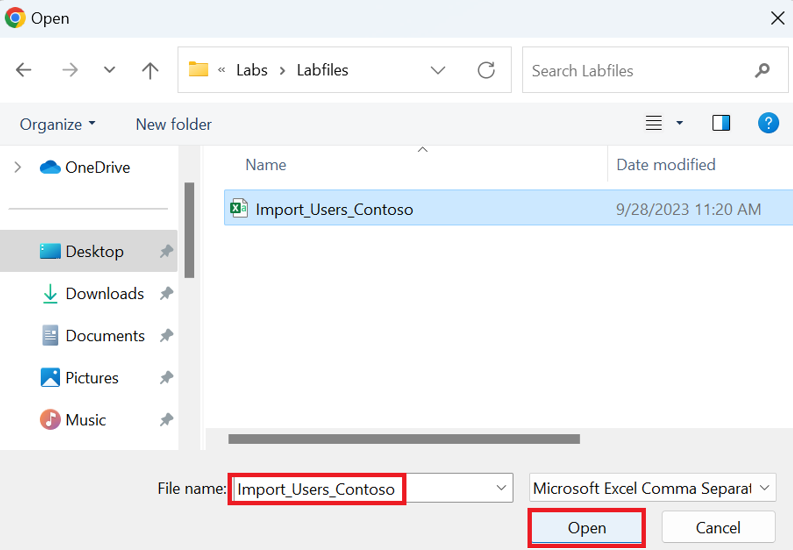 Open
« Labs > Labfiles
Search Labfiles
Organize
New folder
?
OneDrive
Name
Date modified
Import_Users_Contoso
9/28/2023 11:20 AM
Desktop
Downloads
Documents
Pictures
Music
File name:
Import_Users_Contoso
Microsoft Excel Comma Separat
Open
Cancel